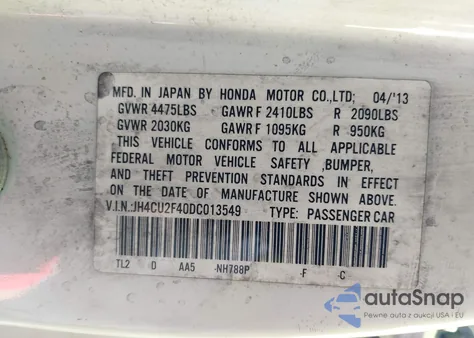 MFD. IN JAPAN BY HONDA MOTOR CO.,LTD; 04/'13
GVWR 4475LBS GAWR F 2410LBS R 2090LBS
GVWR 2030KG GAWR F 1095KG R 950KG
THIS VEHICLE CONFORMS TO ALL APPLICABLE
FEDERAL MOTOR VEHICLE SAFETY ,BUMPER,
AND THEFT PREVENTION STANDARDS IN EFFECT
ON THE DATE OF MANUFACTURE SHOWN ABOVE.
V.I.N.:JH4CU2F40DC013549 TYPE: PASSENGER CAR
TL2 D AA5 -NH788P -F -C
autoSnap
Pewne auta z aukcji USA i EU